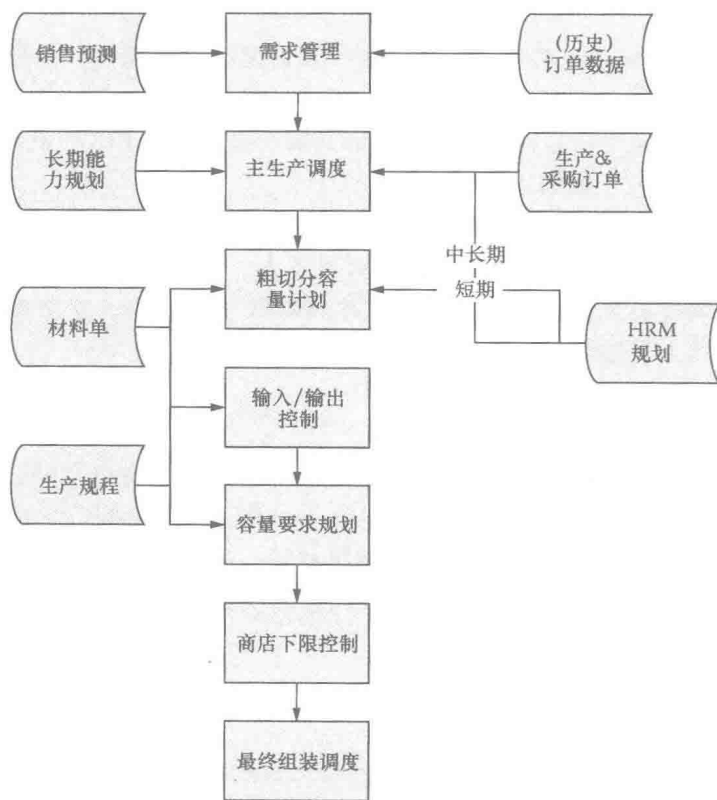 销售预测
需求管理
(历史)
订单数据
长期能
力规划
主生产调度
生产&
采购订单
中长期
短期
粗切分容
量计划
材料单
HRM
规划
输入/输出
控制
生产规程
容量要求规划
商店下限控制
最终组装调度